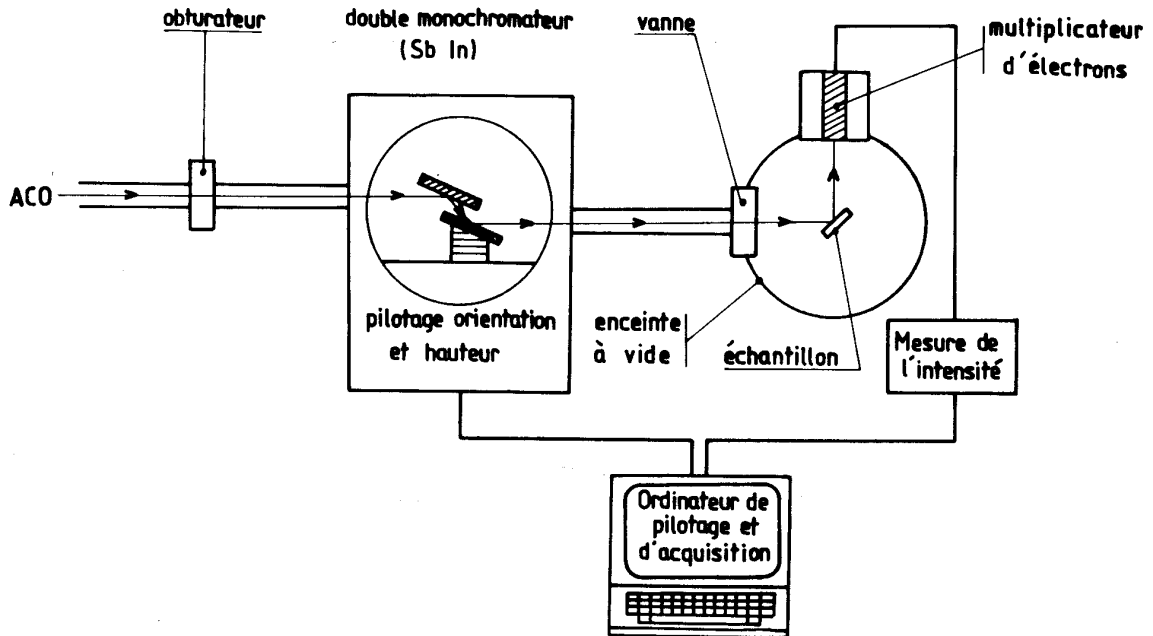 obturateur
double monochromateur
(Sb In)
vanne
multiplicateur
d'électrons
ACO
pilotage orientation
et hauteur
enceinte
à vide
échantillon
Mesure de
l'intensité
Ordinateur de
pilotage et
d'acquisition